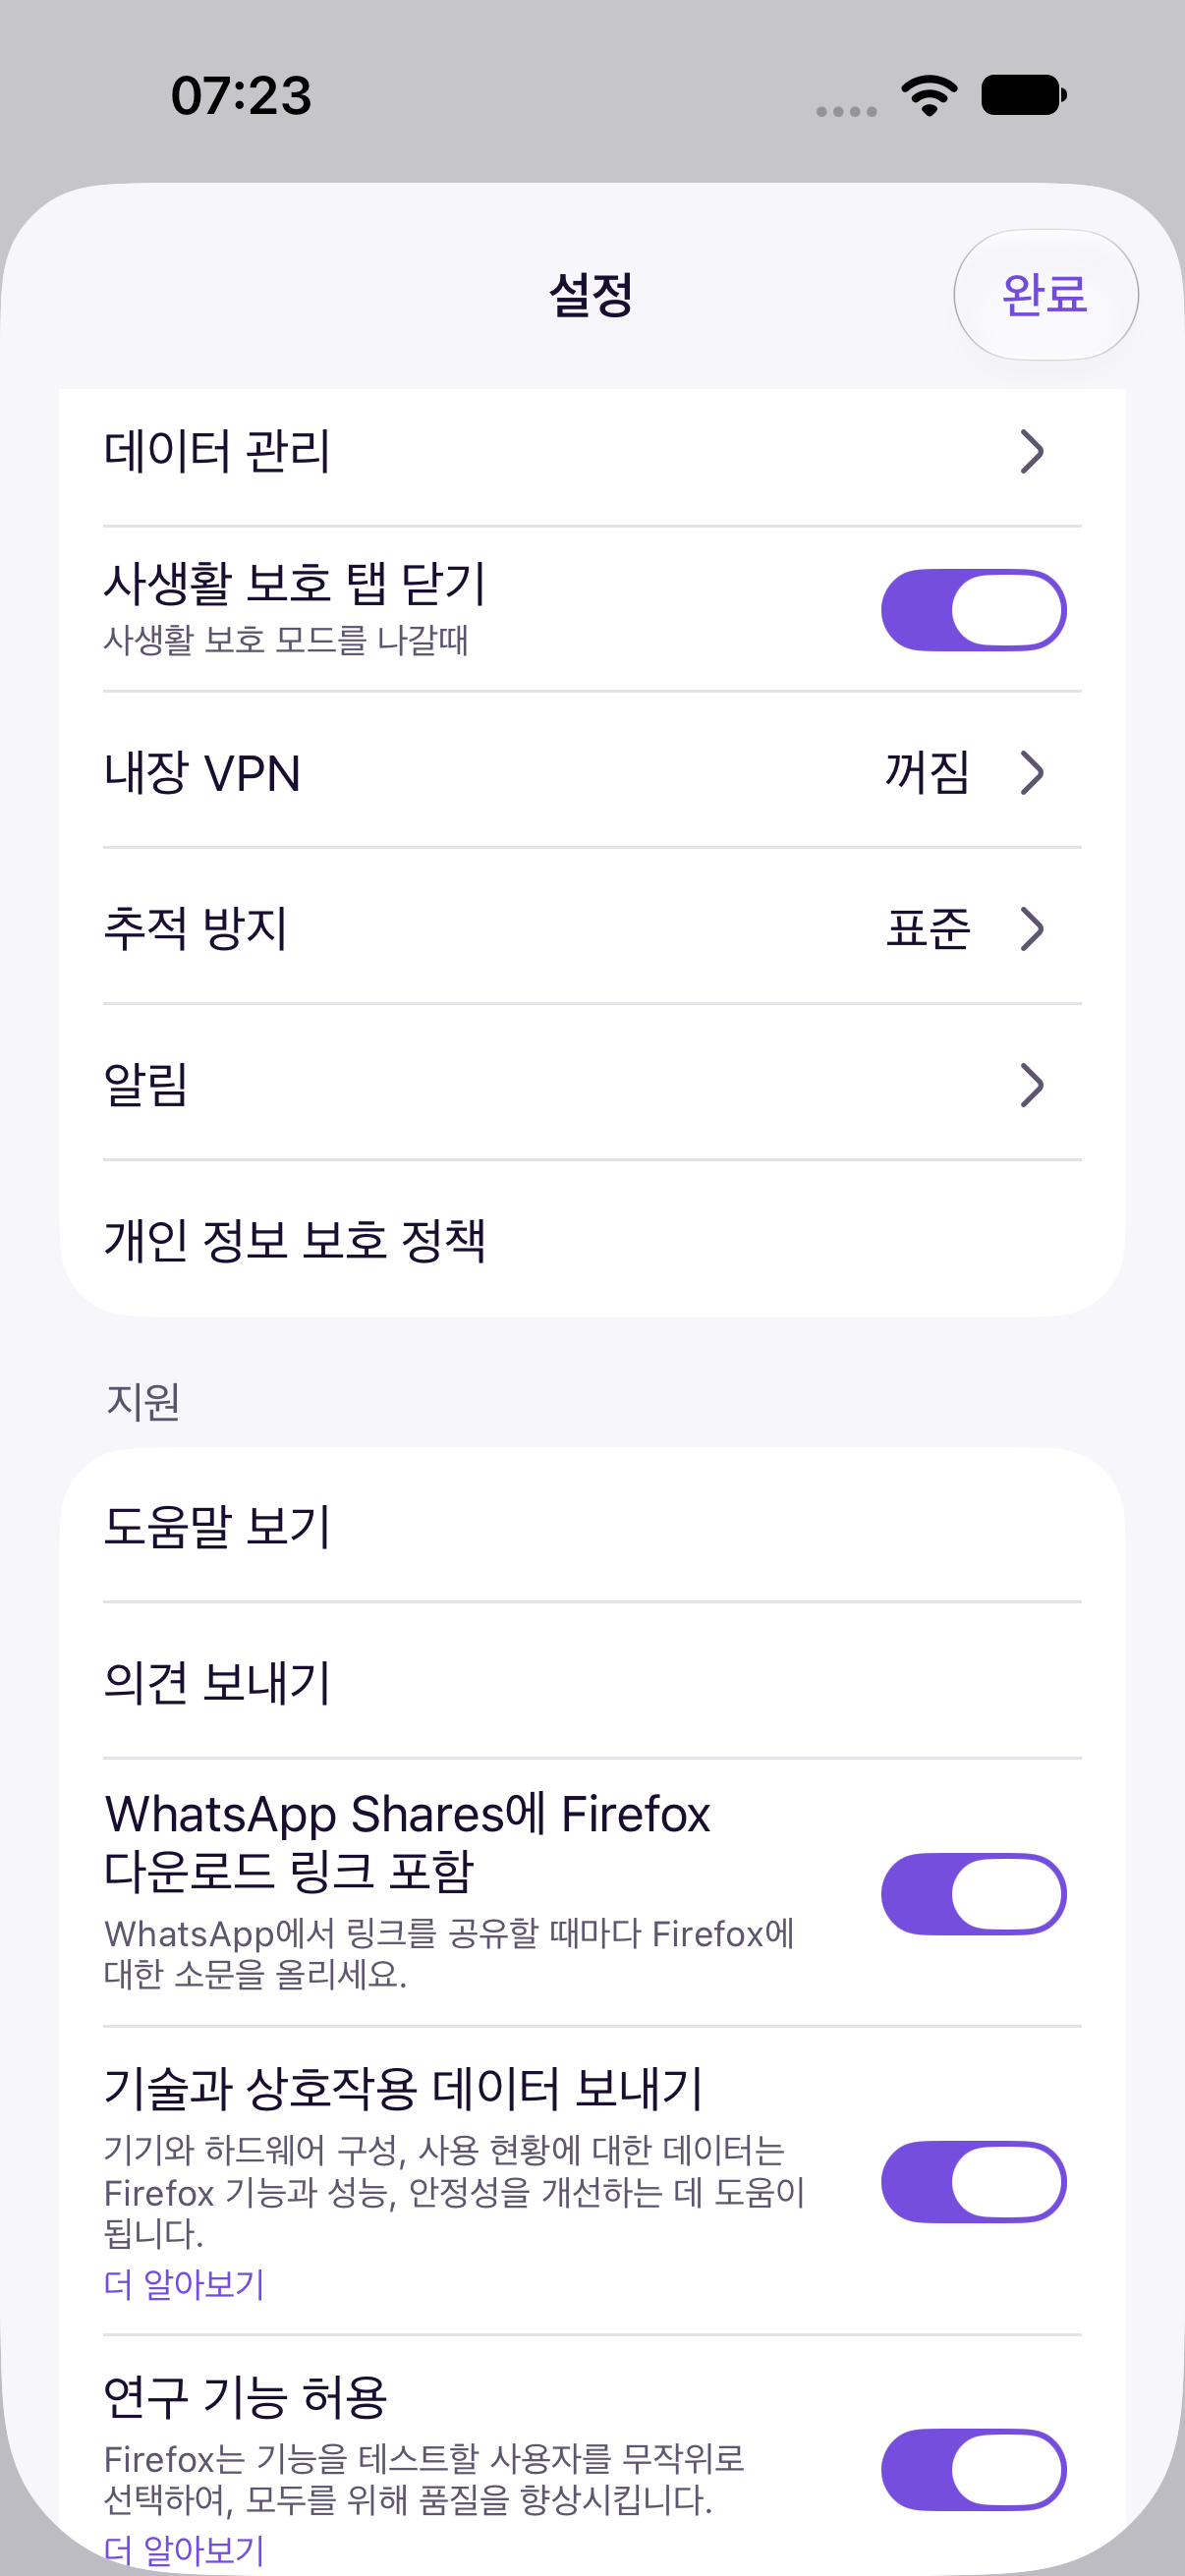 07:23
설정
완료
데이터 관리
사생활 보호 탭 닫기
사생활 보호 모드를 나갈때
내장 VPN 꺼짐
추적 방지 표준
알림
개인 정보 보호 정책
지원
도움말 보기
의견 보내기
WhatsApp Shares에 Firefox
다운로드 링크 포함
WhatsApp에서 링크를 공유할 때마다 Firefox에
대한 소문을 올리세요.
기술과 상호작용 데이터 보내기
기기와 하드웨어 구성, 사용 현황에 대한 데이터는
Firefox 기능과 성능, 안정성을 개선하는 데 도움이
됩니다.
더 알아보기
연구 기능 허용
Firefox는 기능을 테스트할 사용자를 무작위로
선택하여, 모두를 위해 품질을 향상시킵니다.
더 알아보기